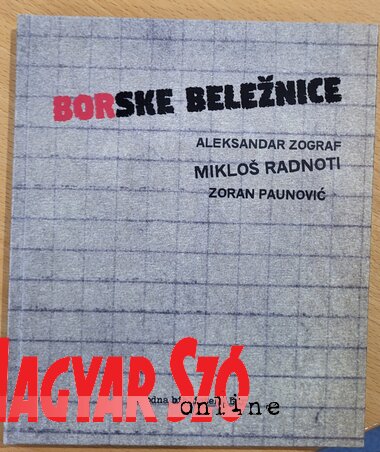 BORSKE BELEŽNICE
ALEKSANDAR ZOGRAF
MIKLOŠ RADNOTI
ZORAN PAUNOVIĆ
MAGYAR SZÓ
online